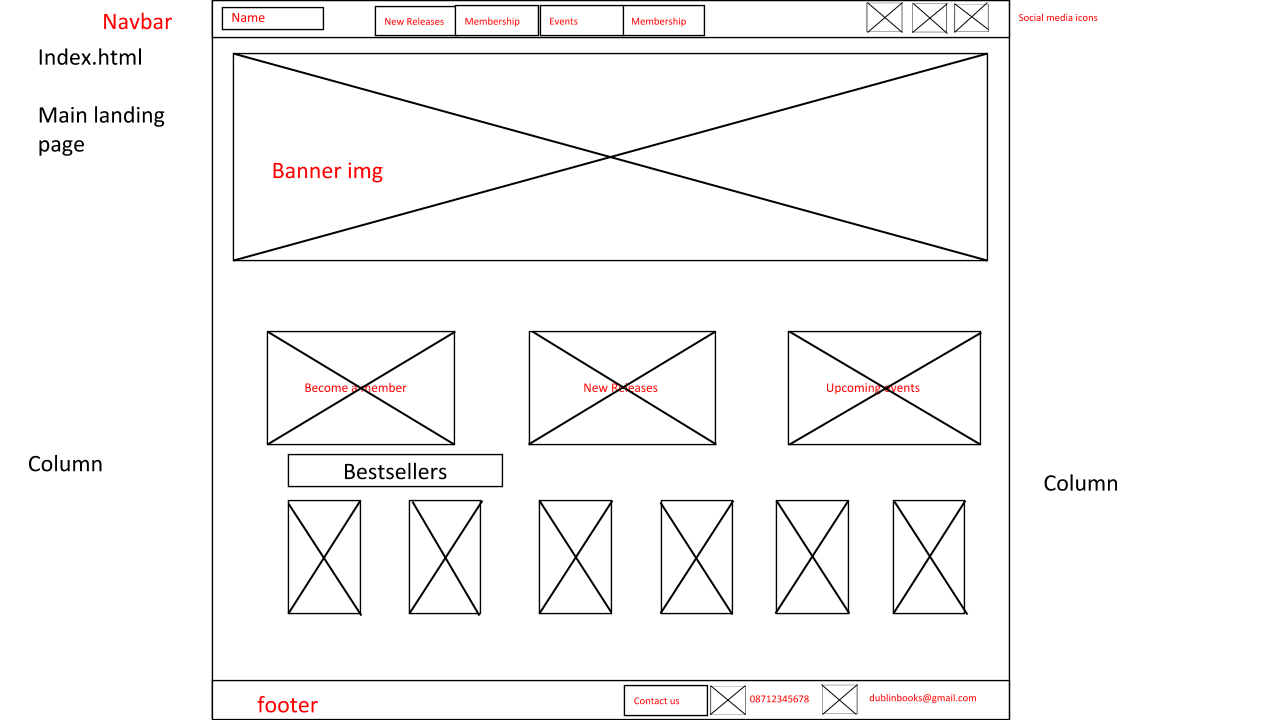 Navbar
Name
New Releases
Membership
Events
Membership
Social media icons
Index.html
Main landing
page
Banner img
Become a member
New Releases
Upcoming events
Column
Bestsellers
Column
footer
Contact us
08712345678
dublinbooks@gmail.com